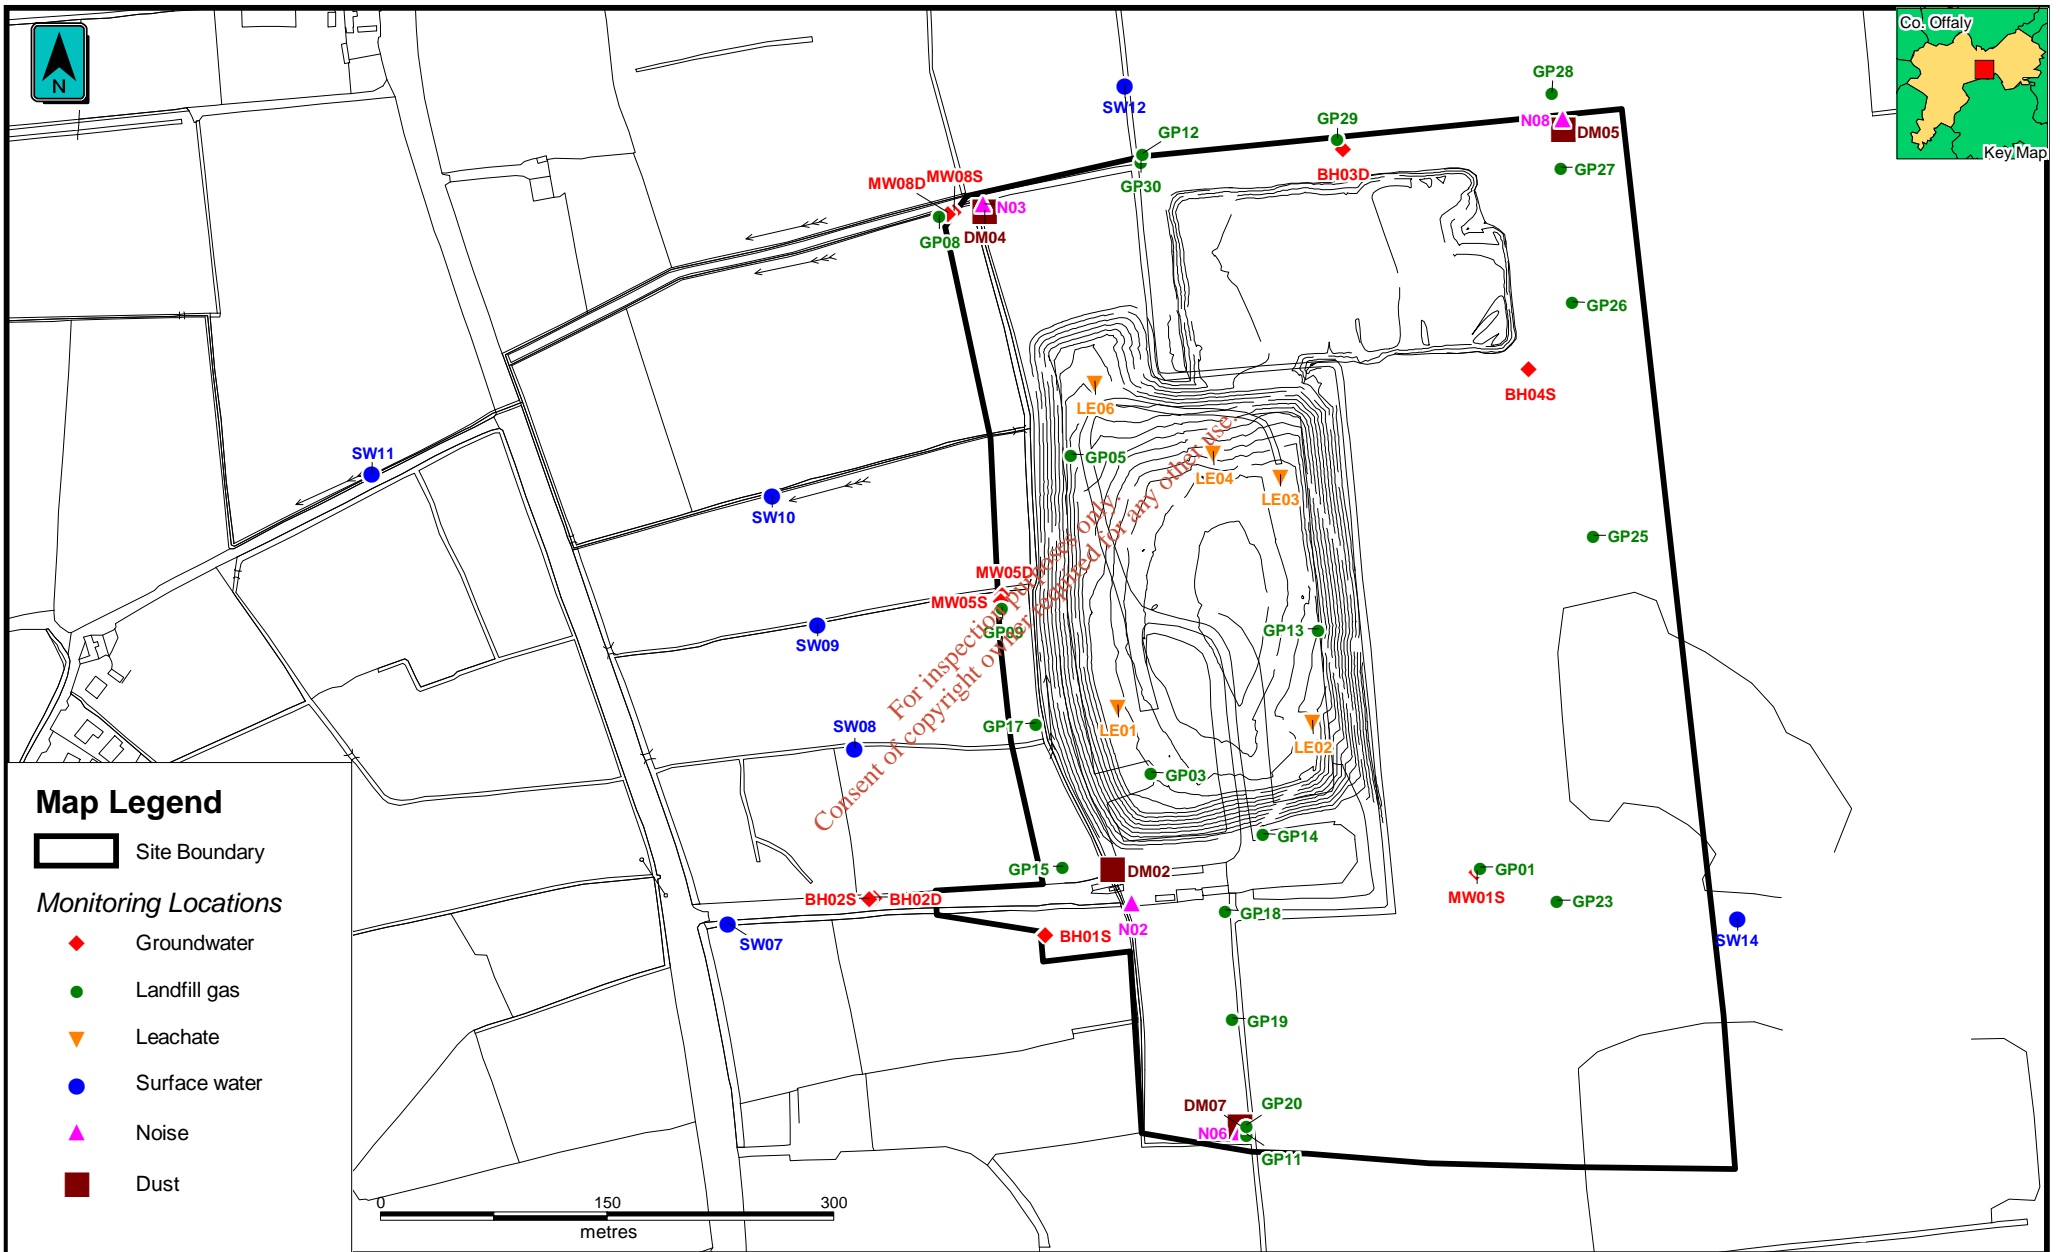 Co. Offaly
Key Map
N
GP28
SW12
GP12
GP29
N08
DM05
GP30
BH03D
GP27
MW08D
MW08S
N03
GP08
DM04
GP26
BH04S
LE06
GP05
LE04
LE03
SW11
SW10
GP25
MW05D
MW05S
GP09
SW09
GP13
GP17
LE01
LE02
SW08
GP03
GP14
GP15
DM02
GP01
MW01S
GP23
BH02S
BH02D
GP18
N02
BH01S
SW07
SW14
GP19
DM07
GP20
N06
GP11
For inspection purposes only.
Consent of copyright owner required for any other use.
Map Legend
Site Boundary
Monitoring Locations
Groundwater
Landfill gas
Leachate
Surface water
Noise
Dust
0 150 300
metres